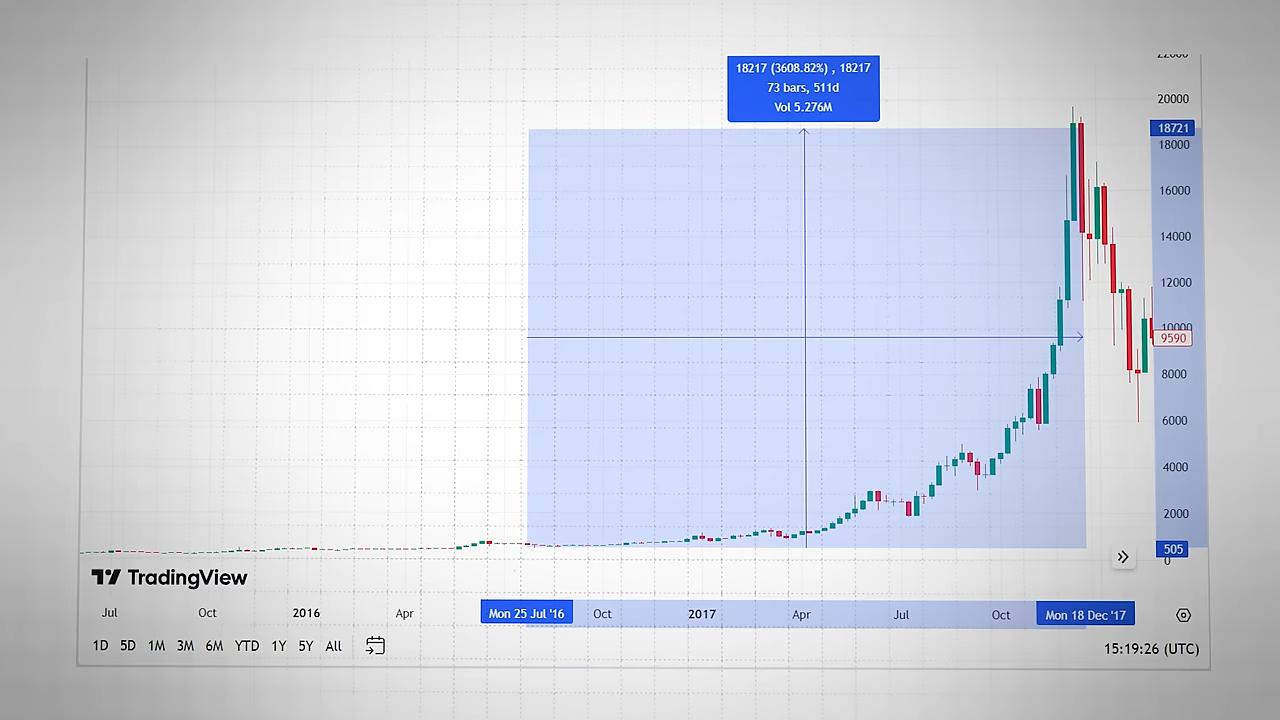 18217 (3608.82%) , 18217
73 bars, 511d
Vol 5.276M
22000
20000
18721
18000
16000
14000
12000
10000
9590
8000
6000
4000
2000
505
0
TradingView
Jul
Oct
2016
Apr
Mon 25 Jul '16
Oct
2017
Apr
Jul
Oct
Mon 18 Dec '17
1D 5D 1M 3M 6M YTD 1Y 5Y All
15:19:26 (UTC)